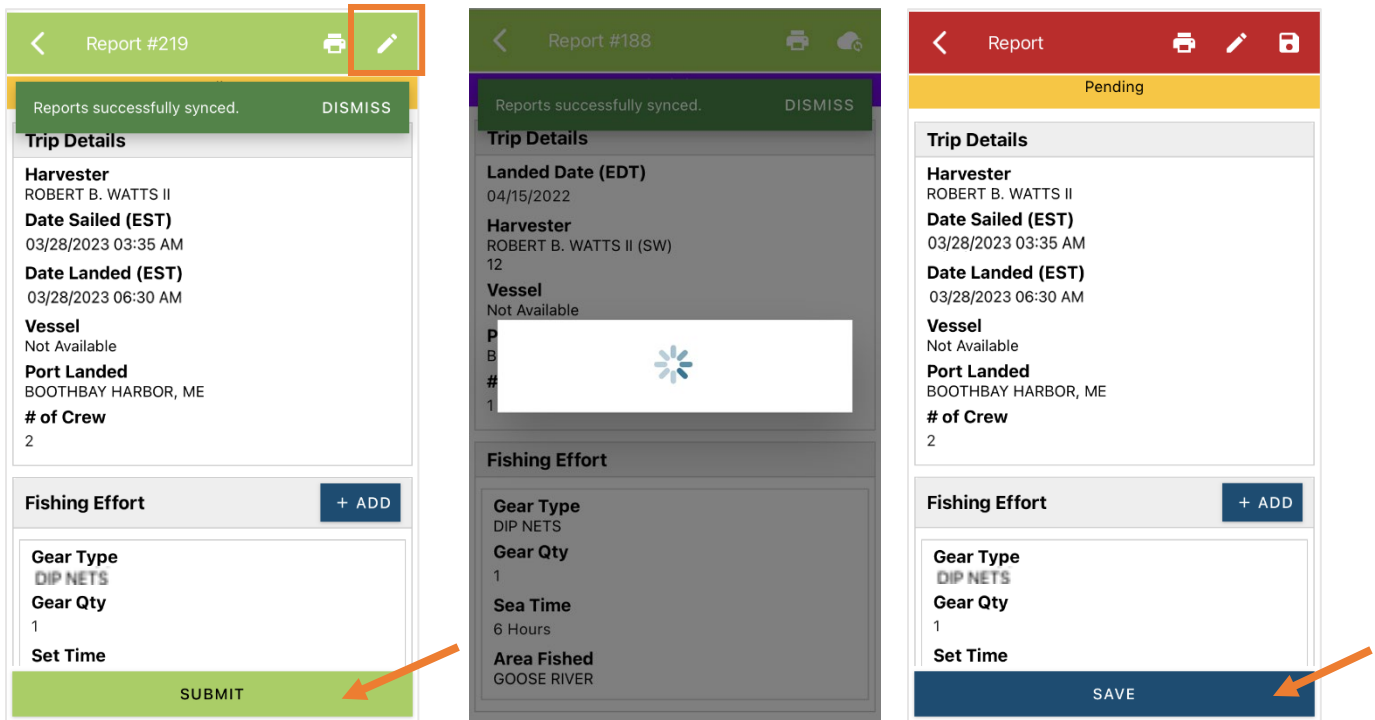 Report #219
Reports successfully synced. DISMISS
Trip Details
Harvester
ROBERT B. WATTS II
Date Sailed (EST)
03/28/2023 03:35 AM
Date Landed (EST)
03/28/2023 06:30 AM
Vessel
Not Available
Port Landed
BOOTHBAY HARBOR, ME
# of Crew
2
Fishing Effort + ADD
Gear Type
DIP NETS
Gear Qty
1
Set Time
SUBMIT
Report #188
Reports successfully synced. DISMISS
Trip Details
Landed Date (EDT)
04/15/2022
Harvester
ROBERT B. WATTS II (SW)
12
Vessel
Not Available
P
B
#
1
Fishing Effort
Gear Type
DIP NETS
Gear Qty
1
Sea Time
6 Hours
Area Fished
GOOSE RIVER
Report
Pending
Trip Details
Harvester
ROBERT B. WATTS II
Date Sailed (EST)
03/28/2023 03:35 AM
Date Landed (EST)
03/28/2023 06:30 AM
Vessel
Not Available
Port Landed
BOOTHBAY HARBOR, ME
# of Crew
2
Fishing Effort + ADD
Gear Type
DIP NETS
Gear Qty
1
Set Time
SAVE